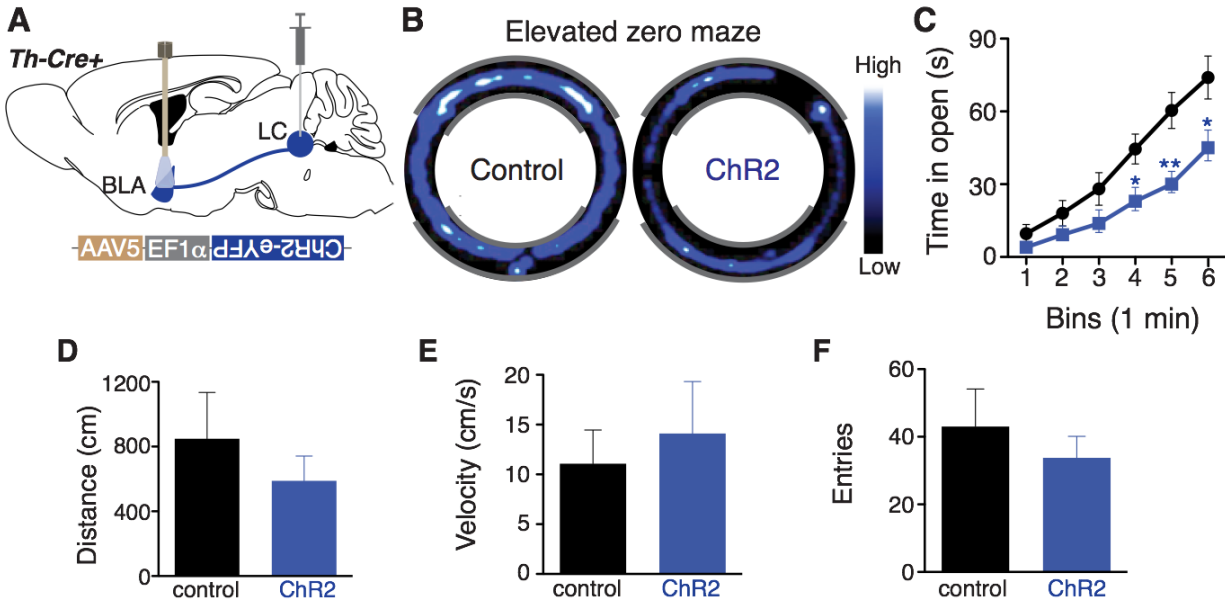 A
Th-Cre+
LC
BLA
AAV5 EF1α ChR2-eYFP
B
Elevated zero maze
Control
ChR2
High
Low
C
Time in open (s)
90
60
30
0
*
**
*
1 2 3 4 5 6
Bins (1 min)
D
Distance (cm)
1200
800
400
0
control
ChR2
E
Velocity (cm/s)
20
15
10
5
0
control
ChR2
F
Entries
60
40
20
0
control
ChR2